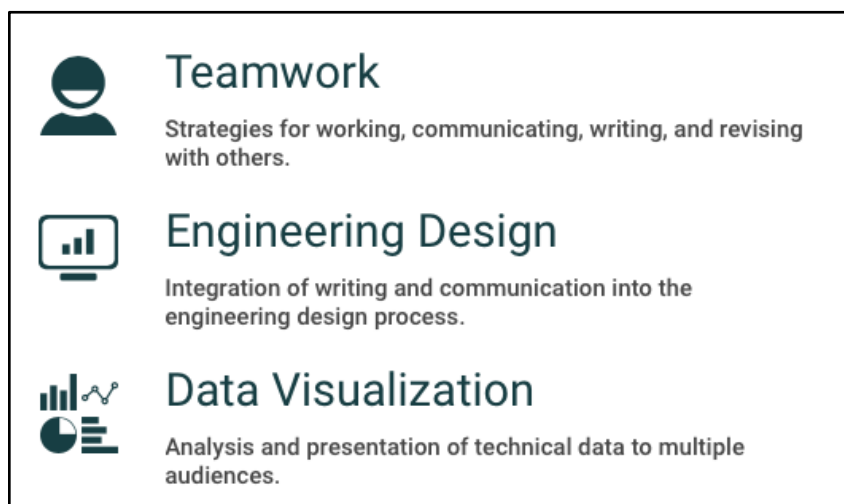 Teamwork
Strategies for working, communicating, writing, and revising
with others.
Engineering Design
Integration of writing and communication into the
engineering design process.
Data Visualization
Analysis and presentation of technical data to multiple
audiences.